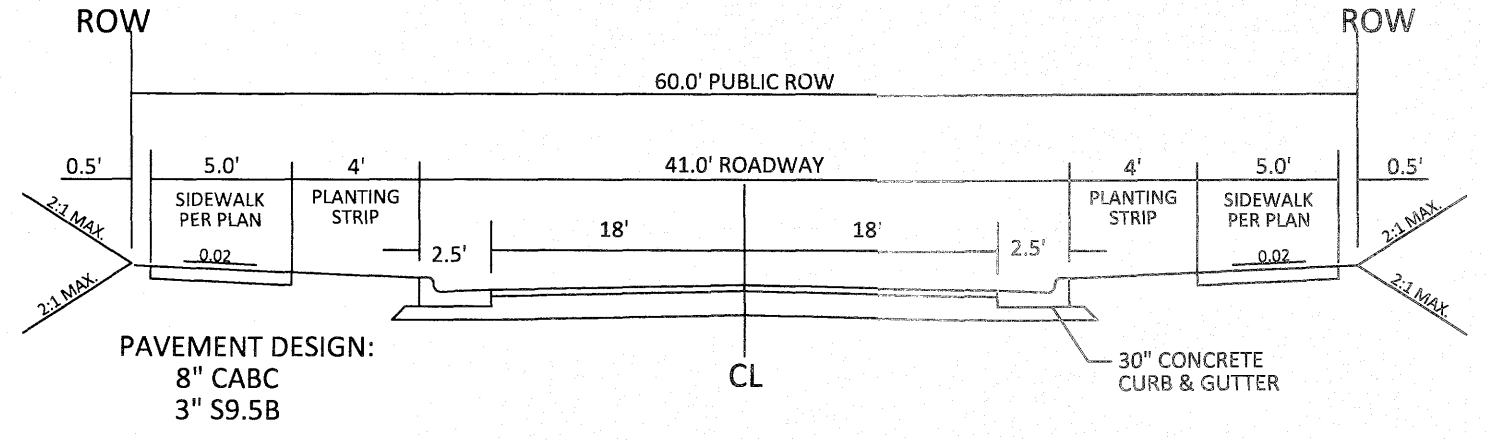 ROW ROW
60.0' PUBLIC ROW
0.5' 5.0' 4' 41.0' ROADWAY 4' 5.0' 0.5'
SIDEWALK
PER PLAN
PLANTING
STRIP
PLANTING
STRIP
SIDEWALK
PER PLAN
2:1 MAX.
2:1 MAX.
18' 18'
2.5' 2.5'
0.02 0.02
2:1 MAX.
2:1 MAX.
PAVEMENT DESIGN:
8" CABC
3" S9.5B
CL
30" CONCRETE
CURB & GUTTER